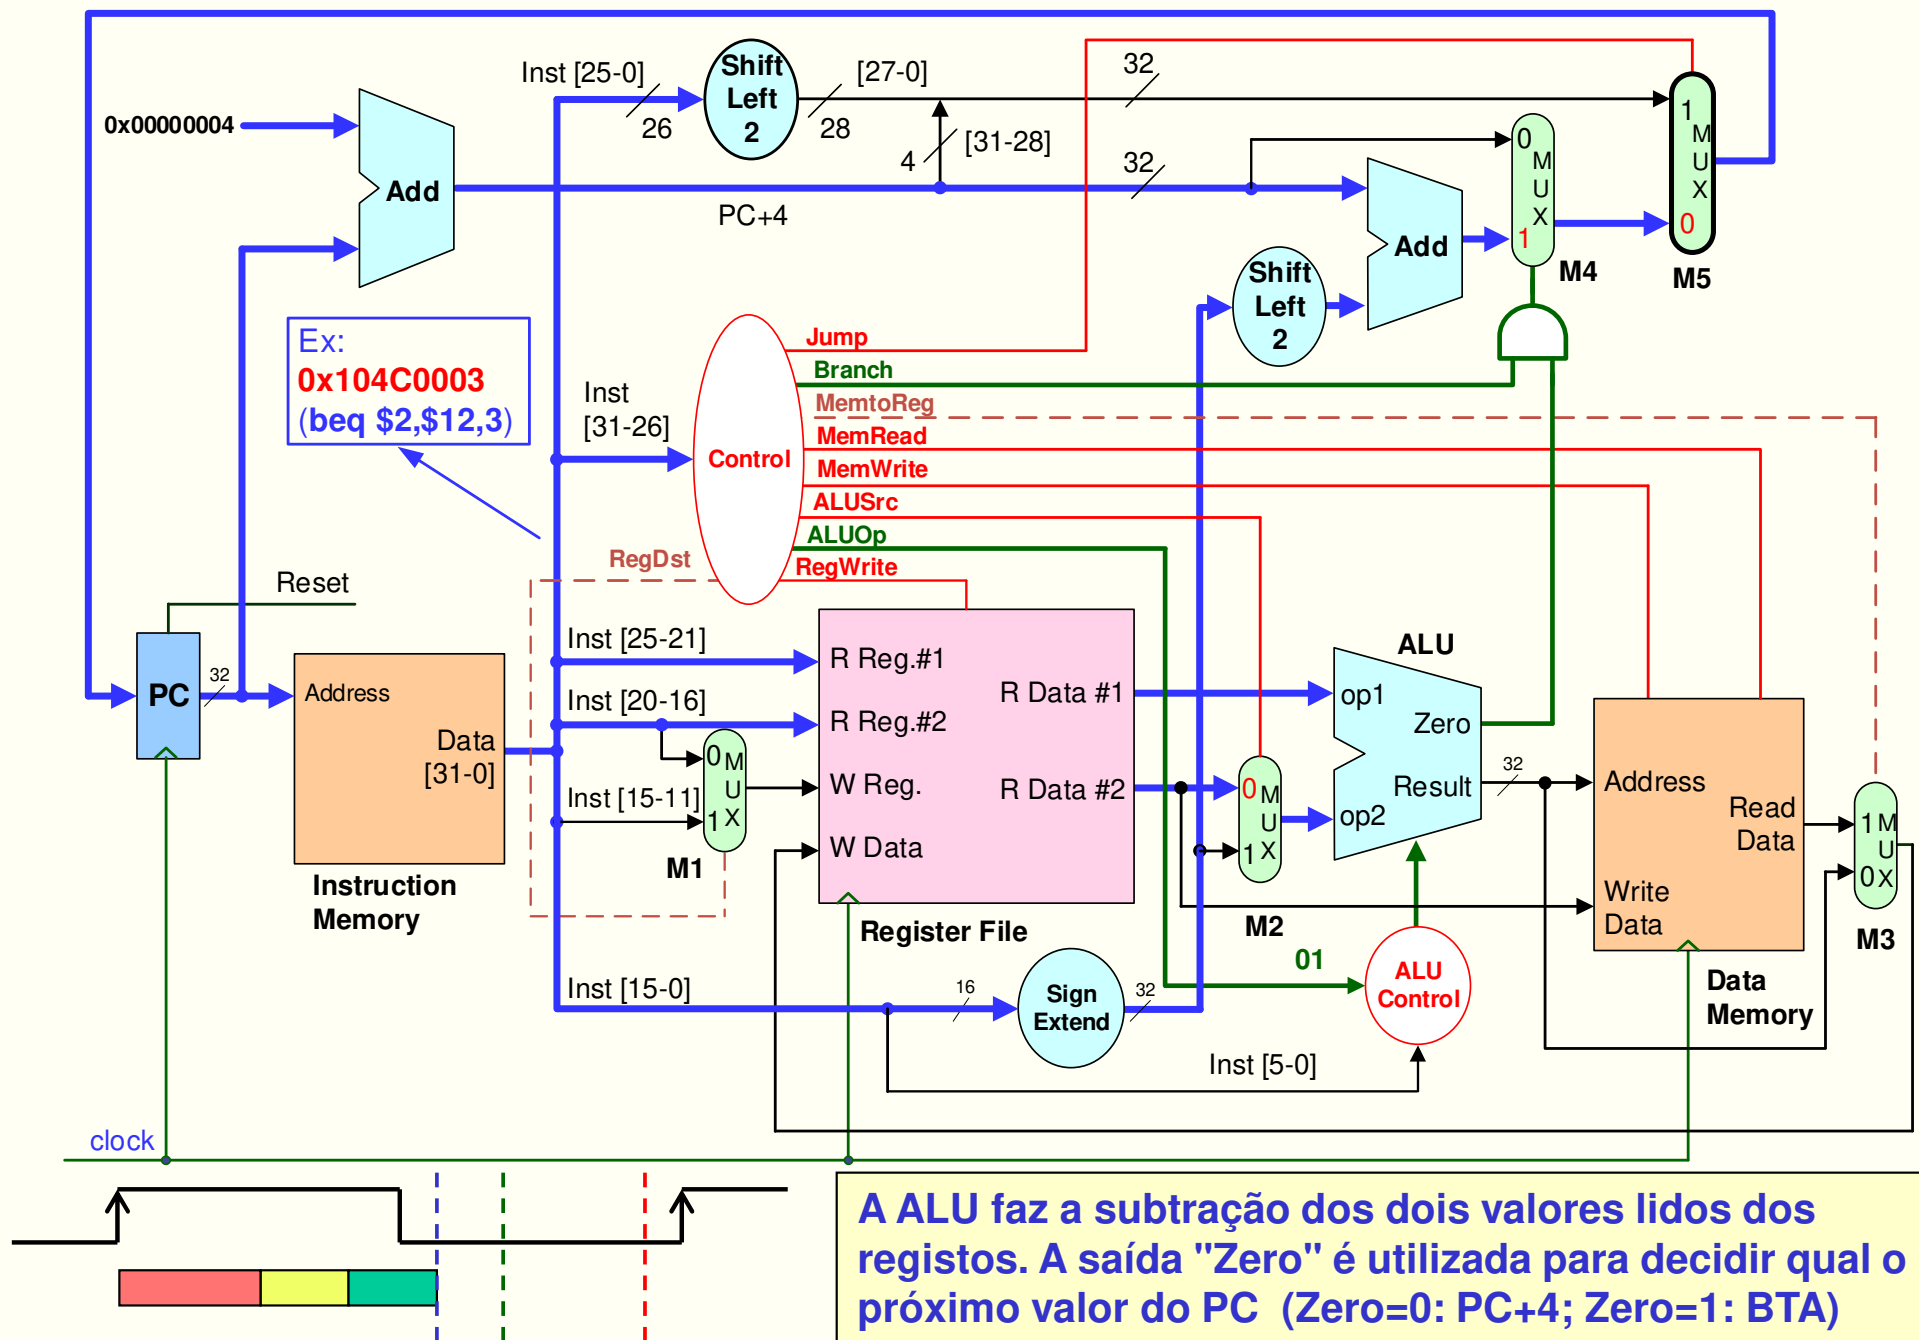 Inst [25-0]
26
Shift
Left
2
[27-0]
28
32
0x00000004
Add
4
[31-28]
32
PC+4
0
M
U
X
1
M4
1
M
U
X
0
M5
Add
Shift
Left
2
Ex:
0x104C0003
(beq $2,$12,3)
Inst
[31-26]
Control
Jump
Branch
MemtoReg
MemRead
MemWrite
ALUSrc
ALUOp
RegWrite
RegDst
Reset
PC
32
Address
Data
[31-0]
Instruction
Memory
Inst [25-21]
Inst [20-16]
Inst [15-11]
0 M
U
1 X
M1
R Reg.#1
R Reg.#2
W Reg.
W Data
R Data #1
R Data #2
Register File
0 M
U
1 X
M2
ALU
op1
Zero
Result
op2
32
Address
Read
Data
Write
Data
Data
Memory
1 M
U
0 X
M3
Inst [15-0]
16
Sign
Extend
32
01
ALU
Control
Inst [5-0]
clock
A ALU faz a subtração dos dois valores lidos dos
registos. A saída "Zero" é utilizada para decidir qual o
próximo valor do PC (Zero=0: PC+4; Zero=1: BTA)